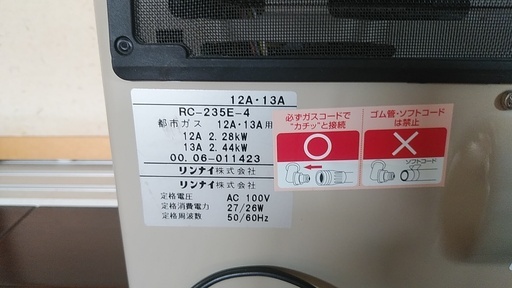 12A・13A
RC-235E-4
都市ガス 12A・13A用
12A 2.28kW
13A 2.44kW
00.06-011423
リンナイ株式会社
リンナイ株式会社
定格電圧 AC 100V
定格消費電力 27/26W
定格周波数 50/60Hz
必ずガスコードで
"カチッ"と接続
ゴム管・ソフトコード
は禁止
ソフトコード